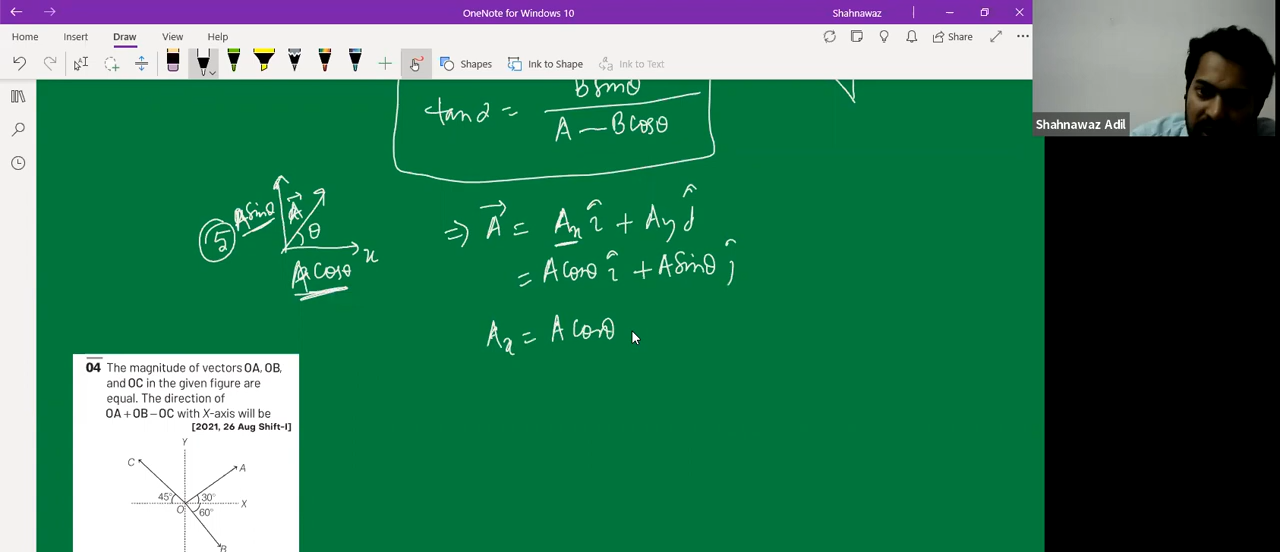 OneNote for Windows 10
Shahnawaz
Home Insert Draw View Help
Share
Shapes Ink to Shape Ink to Text
Shahnawaz Adil
B sinθ
tanα =
A — B cosθ
5
A sinθ
A
θ
A cosθ
x
⇒ A⃗ = Aₓ î + Ay ĵ
= A cosθ î + A sinθ ĵ
Aₓ = A cosθ
04 The magnitude of vectors OA, OB,
and OC in the given figure are
equal. The direction of
OA + OB − OC with X-axis will be
[2021, 26 Aug Shift-I]
Y
C
A
45°
30°
X
O
60°
B